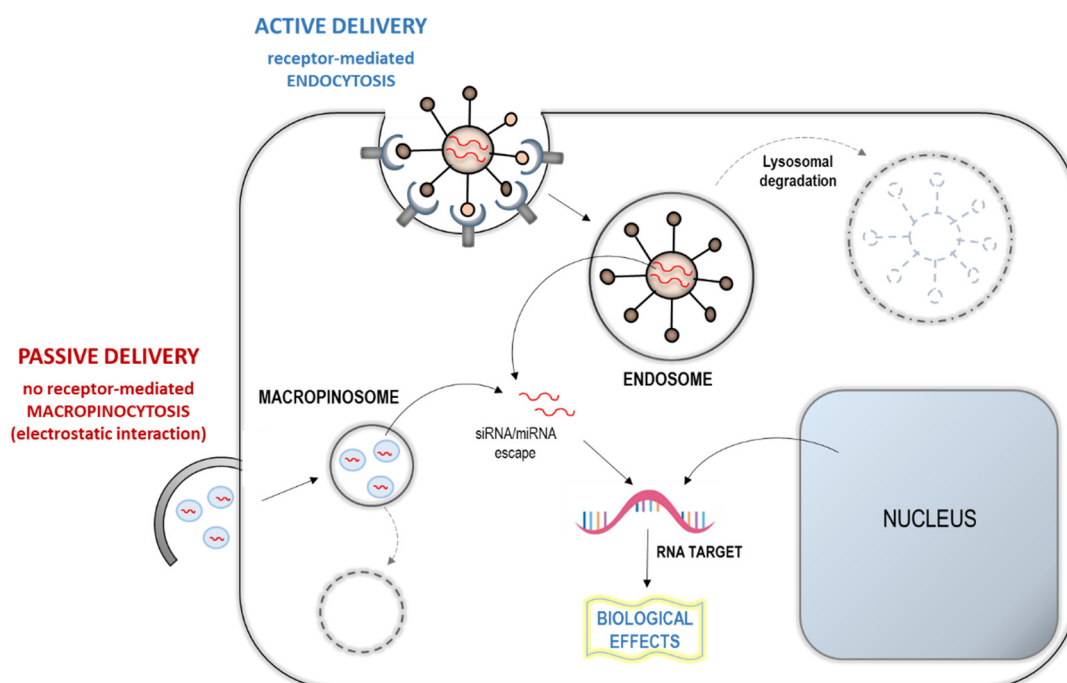 ACTIVE DELIVERY
receptor-mediated
ENDOCYTOSIS
Lysosomal
degradation
PASSIVE DELIVERY
no receptor-mediated
MACROPINOCYTOSIS
(electrostatic interaction)
MACROPINOSOME
ENDOSOME
siRNA/miRNA
escape
NUCLEUS
RNA TARGET
BIOLOGICAL
EFFECTS